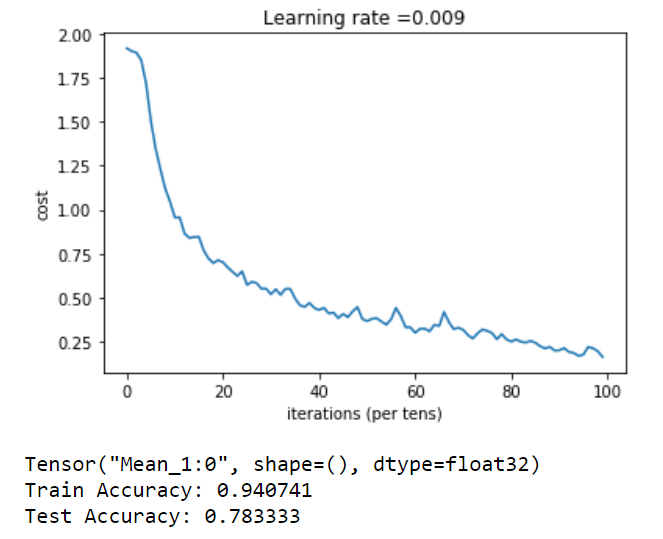 Learning rate =0.009
2.00
1.75
1.50
1.25
1.00
0.75
0.50
0.25
cost
0
20
40
60
80
100
iterations (per tens)
Tensor("Mean_1:0", shape=(), dtype=float32)
Train Accuracy: 0.940741
Test Accuracy: 0.783333